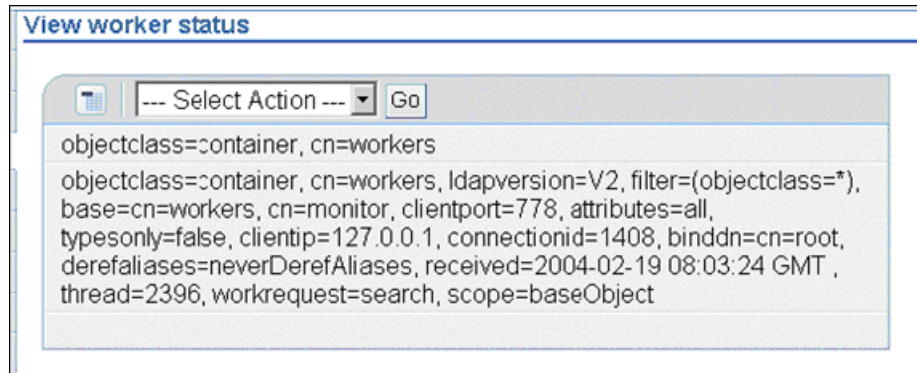 View worker status
--- Select Action --- Go
objectclass=container, cn=workers
objectclass=container, cn=workers, ldapversion=V2, filter=(objectclass=*),
base=cn=workers, cn=monitor, clientport=778, attributes=all,
typesonly=false, clientip=127.0.0.1, connectionid=1408, binddn=cn=root,
derefaliases=neverDerefAliases, received=2004-02-19 08:03:24 GMT ,
thread=2396, workrequest=search, scope=baseObject